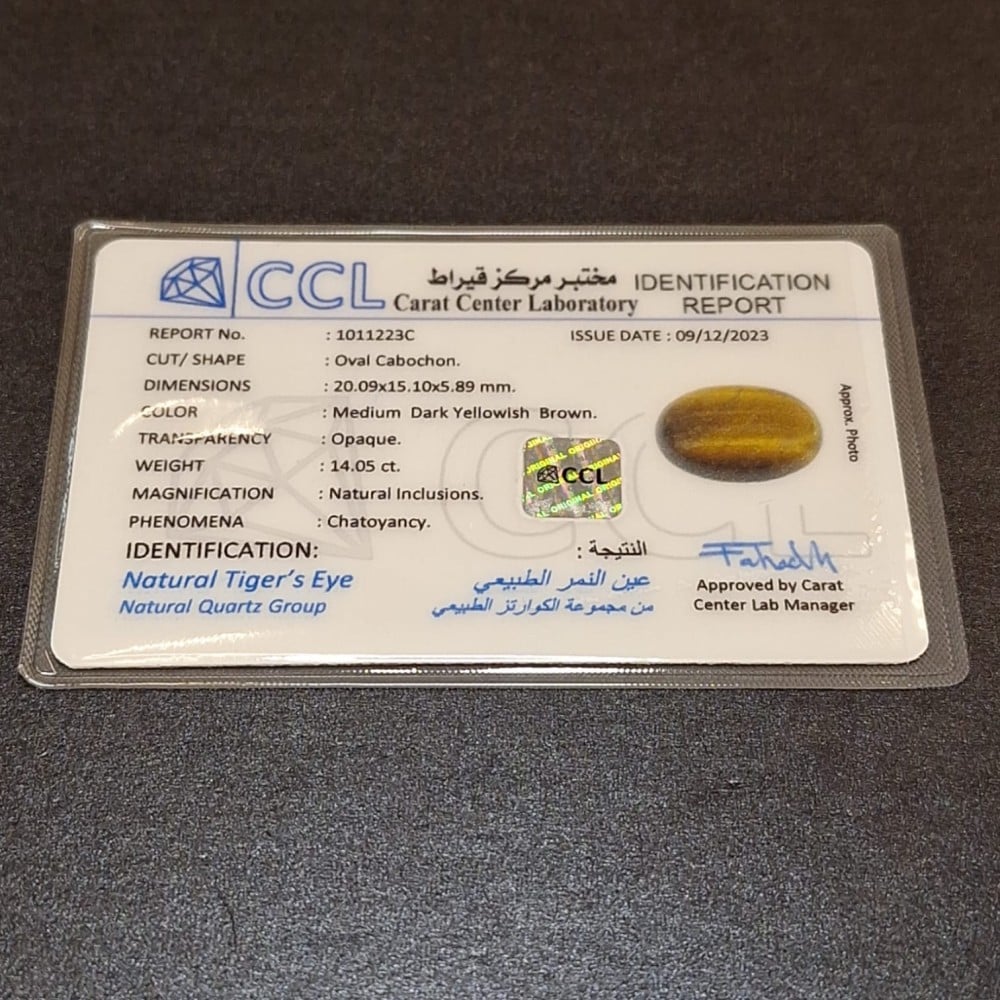 CCL
مختبر مركز قيراط
Carat Center Laboratory
IDENTIFICATION
REPORT
REPORT No. : 1011223C
ISSUE DATE : 09/12/2023
CUT/ SHAPE : Oval Cabochon.
DIMENSIONS : 20.09x15.10x5.89 mm.
COLOR : Medium Dark Yellowish Brown.
TRANSPARENCY : Opaque.
WEIGHT : 14.05 ct.
MAGNIFICATION : Natural Inclusions.
PHENOMENA : Chatoyancy.
Approx. Photo
CCL
ORIGINAL
IDENTIFICATION:
النتيجة :
Natural Tiger's Eye
عين النمر الطبيعي
Natural Quartz Group
من مجموعة الكوارتز الطبيعي
Approved by Carat
Center Lab Manager